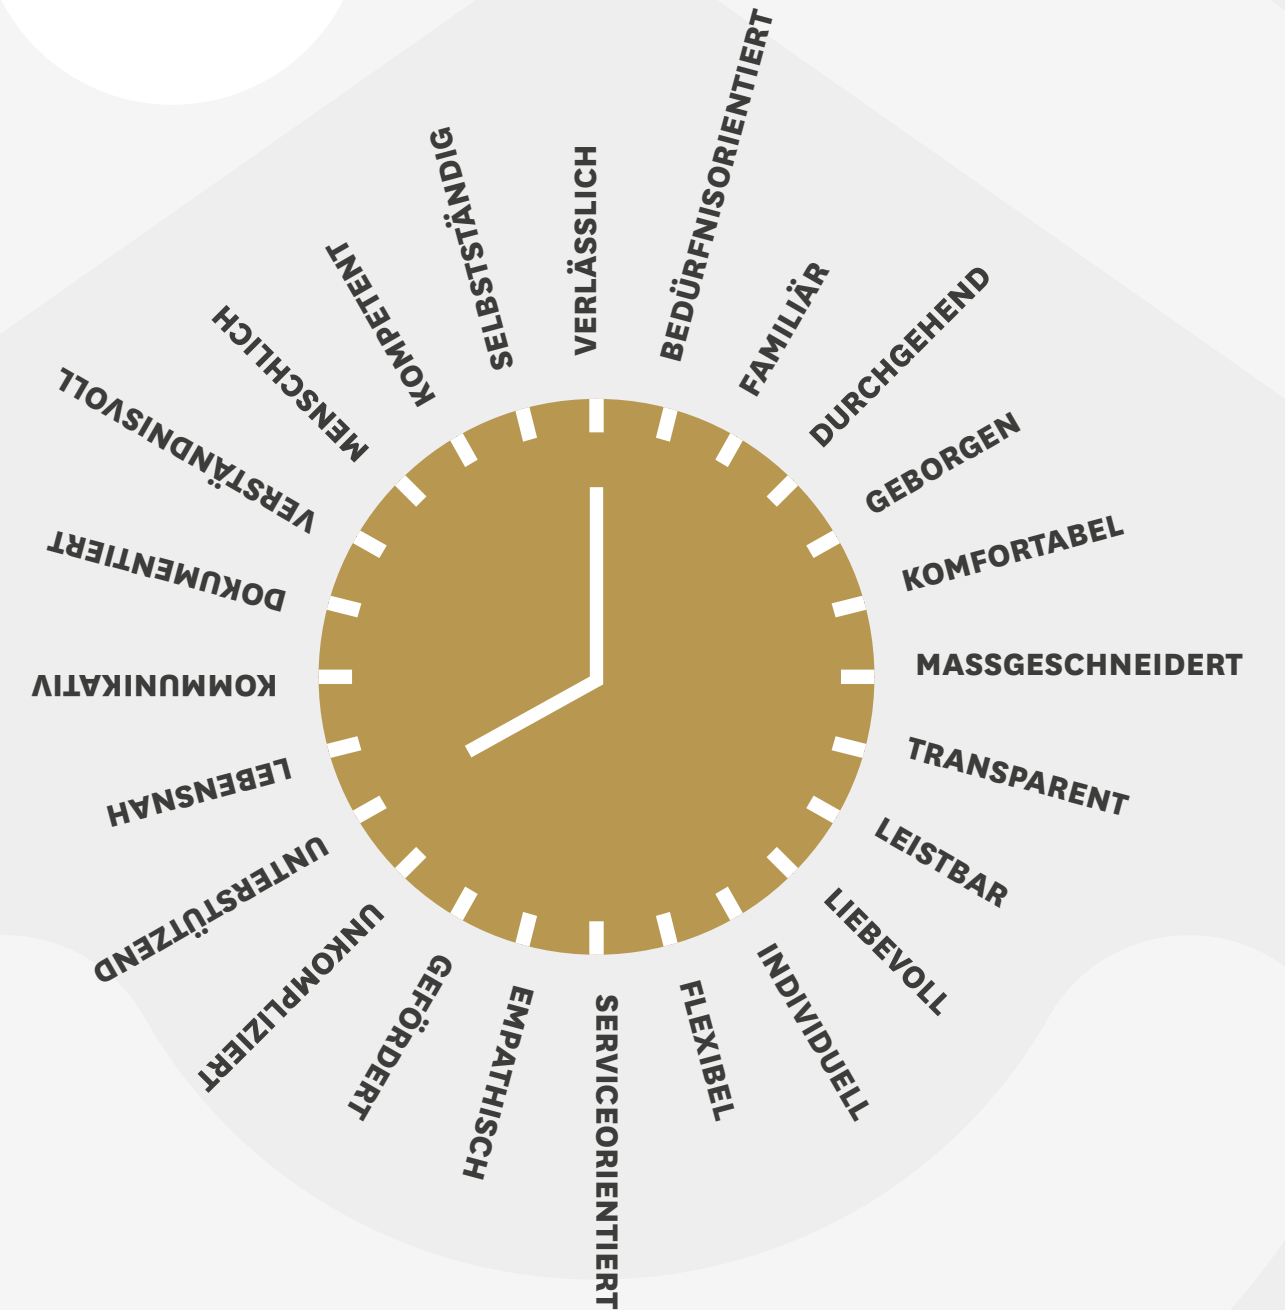 VERLÄSSLICH
BEDÜRFNISORIENTIERT
FAMILIÄR
DURCHGEHEND
GEBORGEN
KOMFORTABEL
MASSGESCHNEIDERT
TRANSPARENT
LEISTBAR
LIEBEVOLL
INDIVIDUELL
FLEXIBEL
SERVICEORIENTIERT
EMPATHISCH
GEFÖRDERT
UNKOMPLIZIERT
UNTERSTÜTZEND
LEBENSNAH
KOMMUNIKATIV
DOKUMENTIERT
VERSTÄNDNISVOLL
MENSCHLICH
KOMPETENT
SELBSTSTÄNDIG